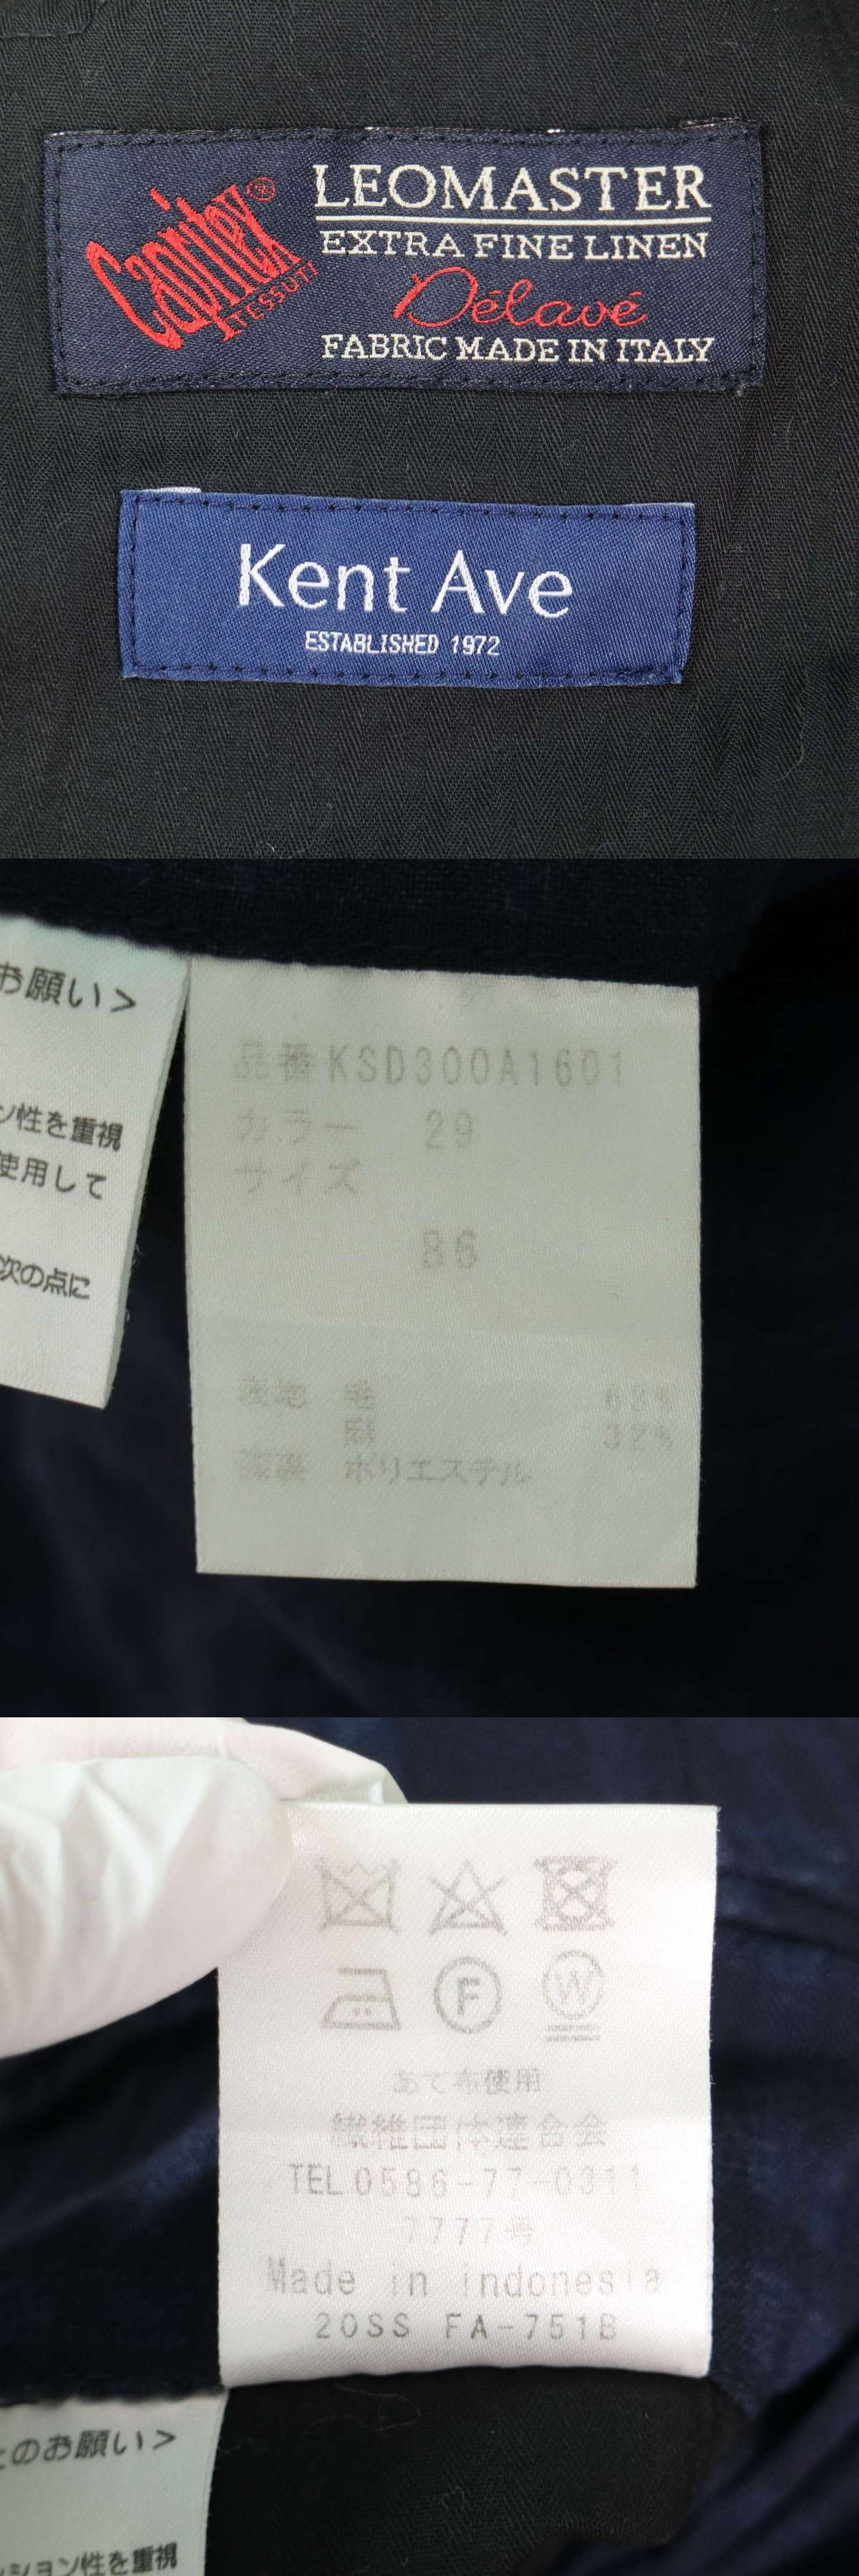 Capritex®
TESSUTI
LEOMASTER
EXTRA FINE LINEN
Délavé
FABRIC MADE IN ITALY
Kent Ave
ESTABLISHED 1972
お願い>
ン性を重視
使用して
次の点に
品番 KSD300A1601
カラー 29
サイズ
86
表地 毛 68%
麻 32%
ポリエステル
F
W
あて布使用
繊維団体連合会
TEL 0586-77-0311
7777号
Made in indonesia
20SS FA-751B
とのお願い>
ション性を重視